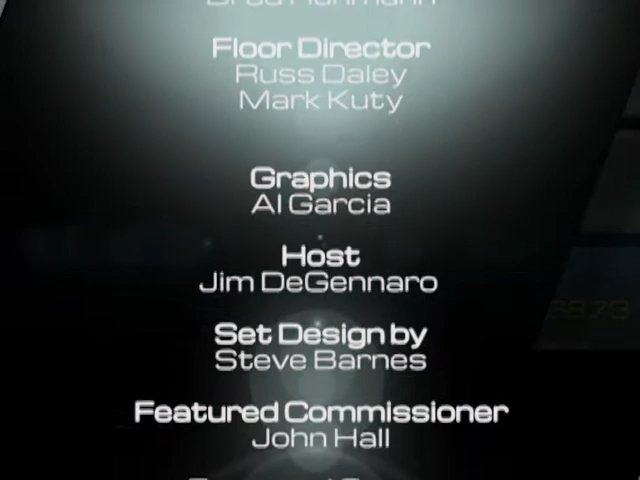 Floor Director
Russ Daley
Mark Kuty
Graphics
Al Garcia
Host
Jim DeGennaro
Set Design by
Steve Barnes
Featured Commissioner
John Hall